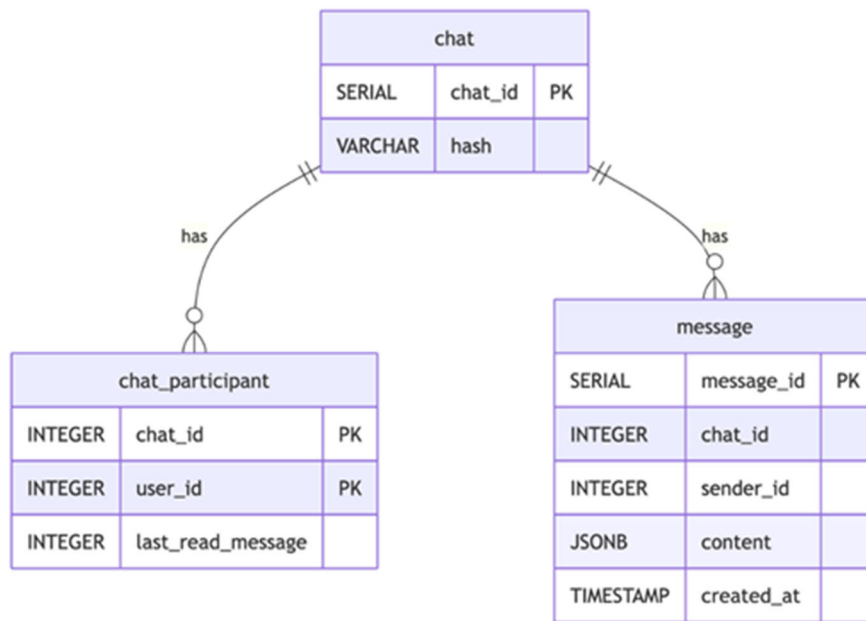 chat
SERIAL chat_id PK
VARCHAR hash
has
has
chat_participant
INTEGER chat_id PK
INTEGER user_id PK
INTEGER last_read_message
message
SERIAL message_id PK
INTEGER chat_id
INTEGER sender_id
JSONB content
TIMESTAMP created_at